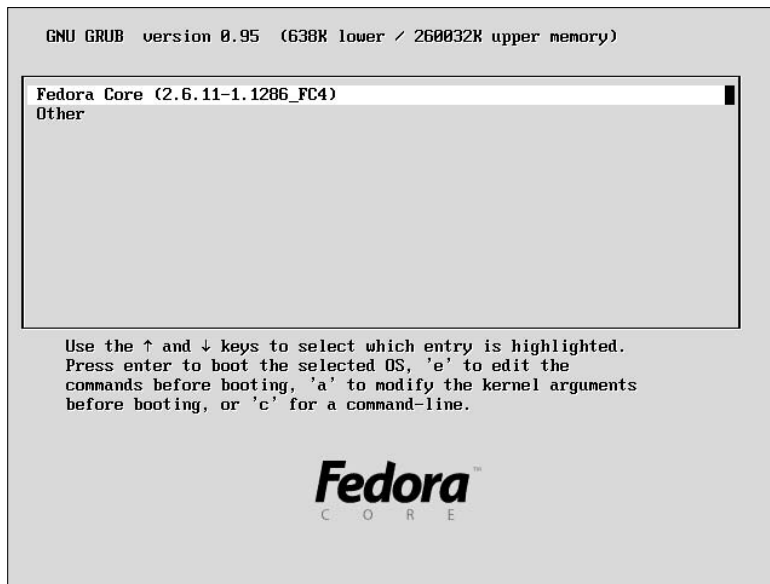 GNU GRUB version 0.95 (638K lower / 260032K upper memory)
Fedora Core (2.6.11-1.1286_FC4)
Other
Use the ↑ and ↓ keys to select which entry is highlighted.
Press enter to boot the selected OS, 'e' to edit the
commands before booting, 'a' to modify the kernel arguments
before booting, or 'c' for a command-line.
Fedora™
CORE